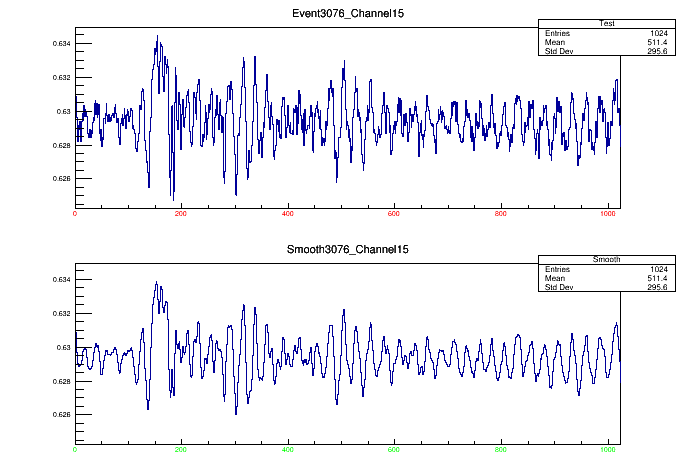 Event3076_Channel15
Test
Entries 1024
Mean 511.4
Std Dev 295.6
0.634
0.632
0.63
0.628
0.626
0 200 400 600 800 1000
Smooth3076_Channel15
Smooth
Entries 1024
Mean 511.4
Std Dev 295.6
0.634
0.632
0.63
0.628
0.626
0 200 400 600 800 1000